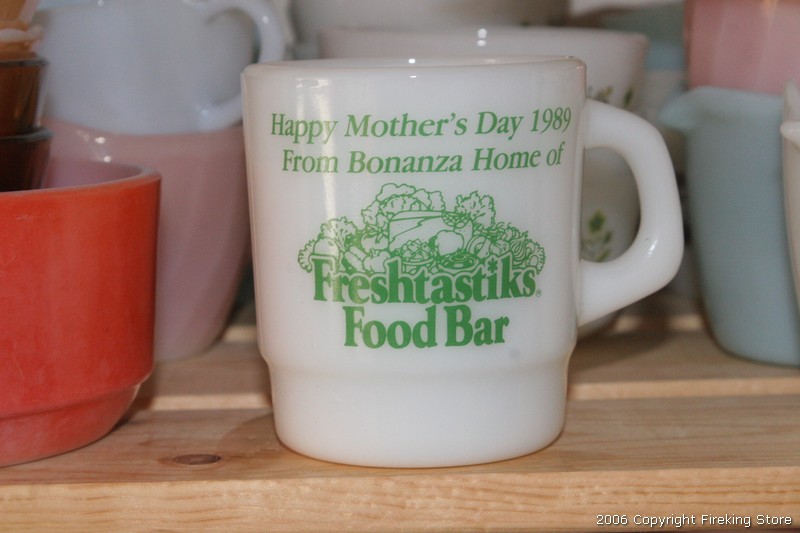 Happy Mother's Day 1989
From Bonanza Home of
Freshtastiks®
Food Bar
2006 Copyright Fireking Store